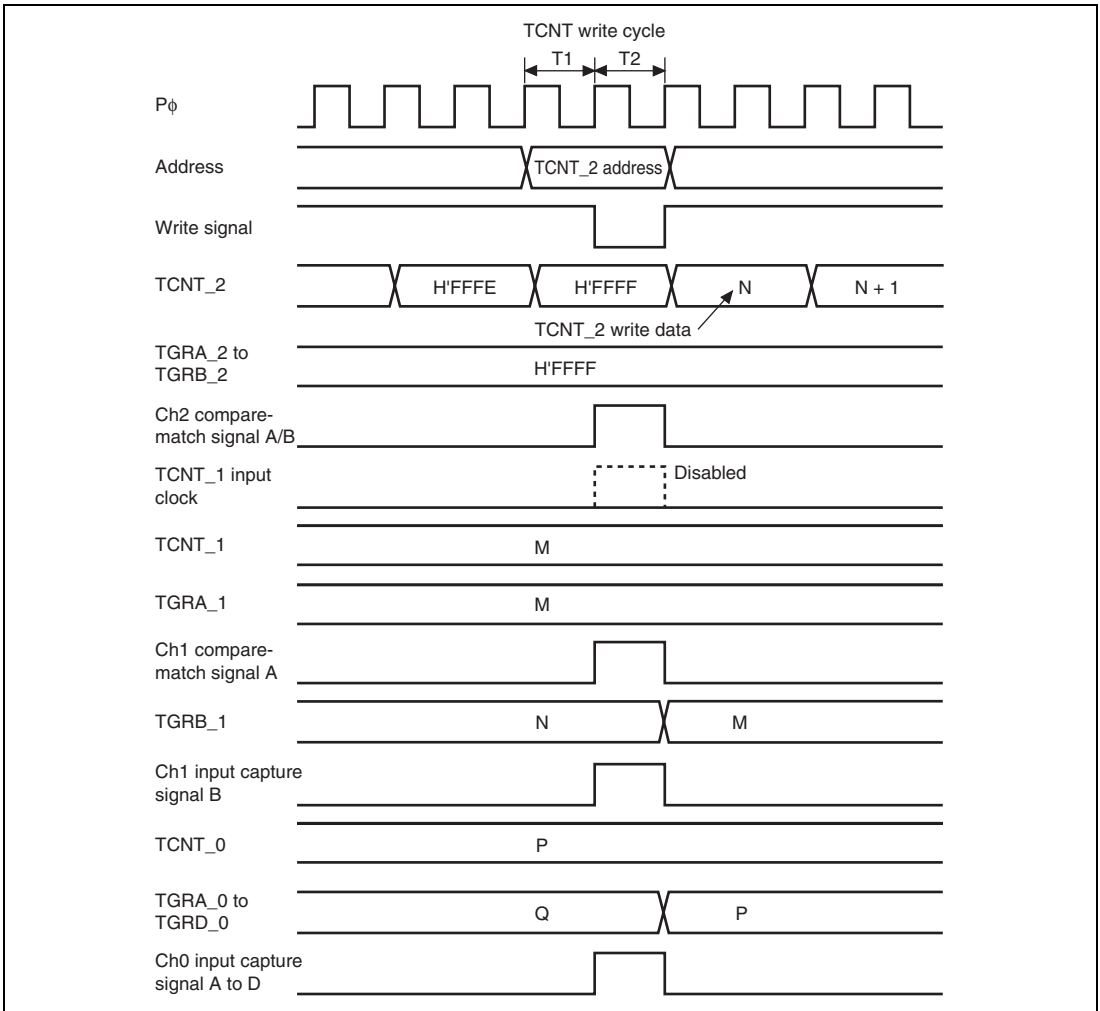 TCNT write cycle
T1 T2
Pϕ
Address
TCNT_2 address
Write signal
TCNT_2
H'FFFE H'FFFF N N + 1
TCNT_2 write data
TGRA_2 to
TGRB_2
H'FFFF
Ch2 compare-
match signal A/B
TCNT_1 input
clock
Disabled
TCNT_1
M
TGRA_1
M
Ch1 compare-
match signal A
TGRB_1
N M
Ch1 input capture
signal B
TCNT_0
P
TGRA_0 to
TGRD_0
Q P
Ch0 input capture
signal A to D